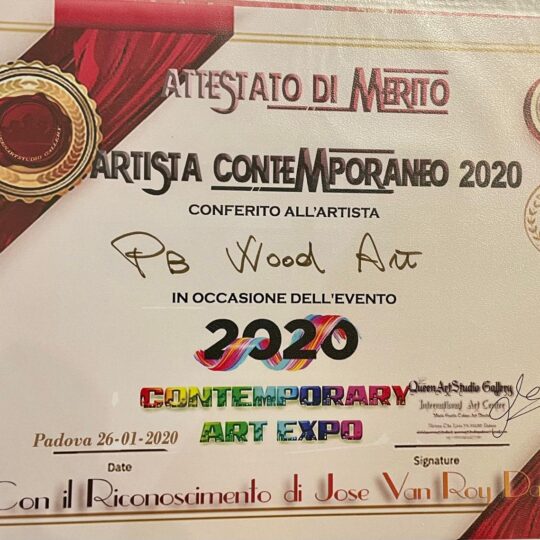 ATTESTATO DI MERITO
ARTISTA CONTEMPORANEO 2020
CONFERITO ALL'ARTISTA
PB Wood Art
IN OCCASIONE DELL'EVENTO
2020
CONTEMPORARY
ART EXPO
QueenArtStudio Gallery
International Art Center
Padova 26-01-2020
Date
Signature
Con il Riconoscimento di Jose Van Roy